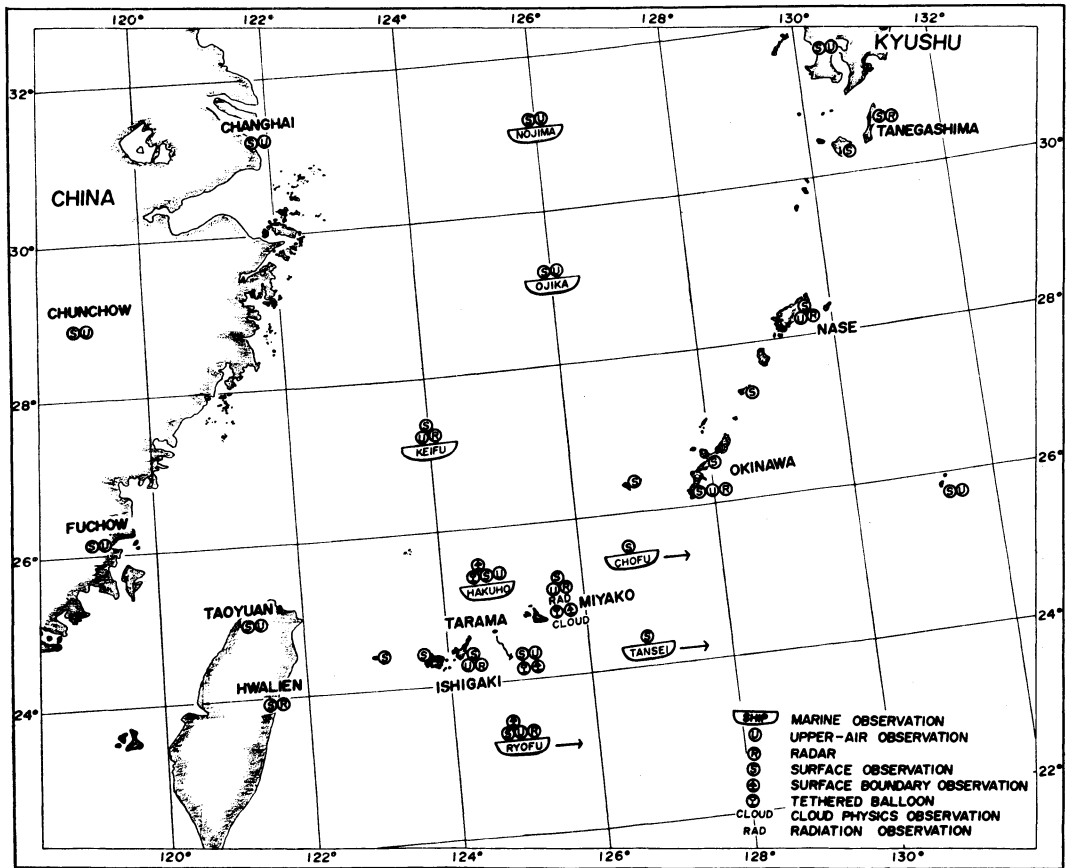 120° 122° 124° 126° 128° 130° 132°
KYUSHU
S U
32°
CHANGHAI
S U
S U
NOJIMA
S R
TANEGASHIMA
S
30°
CHINA
30°
S U
OJIKA
CHUNCHOW
S U
28°
S
U R
NASE
S
28°
S
U R
KEIFU
S
OKINAWA
26°
S
S U R
S U
FUCHOW
S U
26°
S
CHOFU
S U
HAKUHO
S
U R
RAD
MIYAKO
CLOUD
TAOYUAN
S U
TARAMA
24°
S
TANSEI
S
S
S
U R
S U
ISHIGAKI
HWALIEN
S R
24°
S U R
RYOFU
22°
SHIP MARINE OBSERVATION
U UPPER-AIR OBSERVATION
R RADAR
S SURFACE OBSERVATION
SURFACE BOUNDARY OBSERVATION
TETHERED BALLOON
CLOUD CLOUD PHYSICS OBSERVATION
RAD RADIATION OBSERVATION
120° 122° 124° 126° 128° 130°